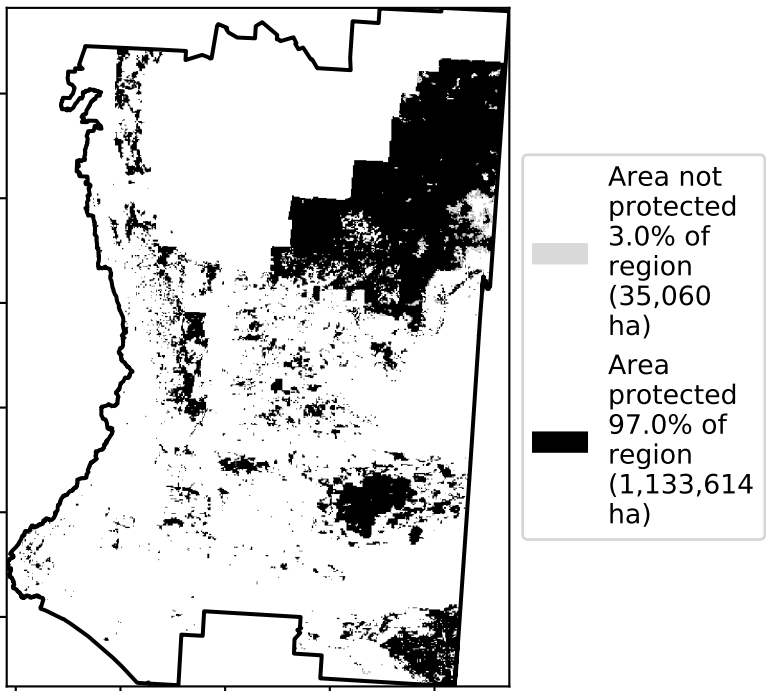 Area not
protected
3.0% of
region
(35,060
ha)
Area
protected
97.0% of
region
(1,133,614
ha)